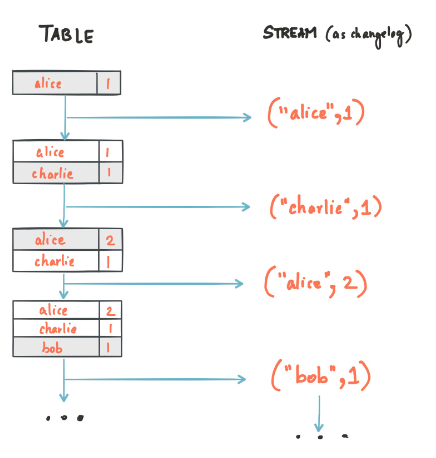 TABLE STREAM (as changelog)
alice 1
("alice", 1)
alice 1
charlie 1
("charlie", 1)
alice 2
charlie 1
("alice", 2)
alice 2
charlie 1
bob 1
("bob", 1)
...
...